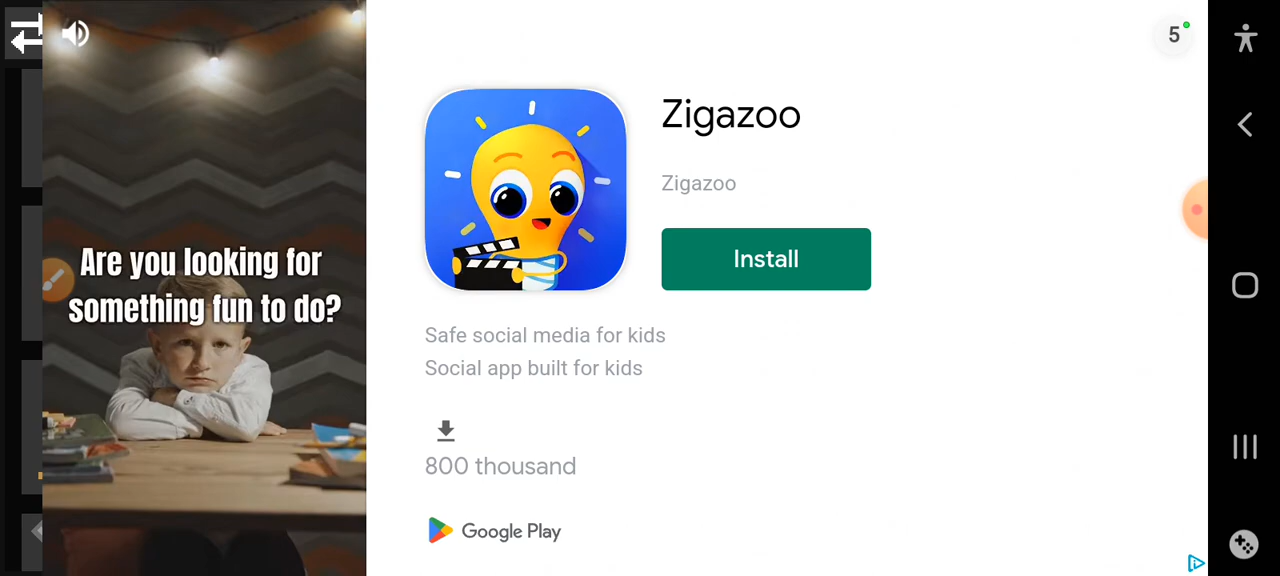 Are you looking for
something fun to do?
5
Zigazoo
Zigazoo
Install
Safe social media for kids
Social app built for kids
800 thousand
Google Play